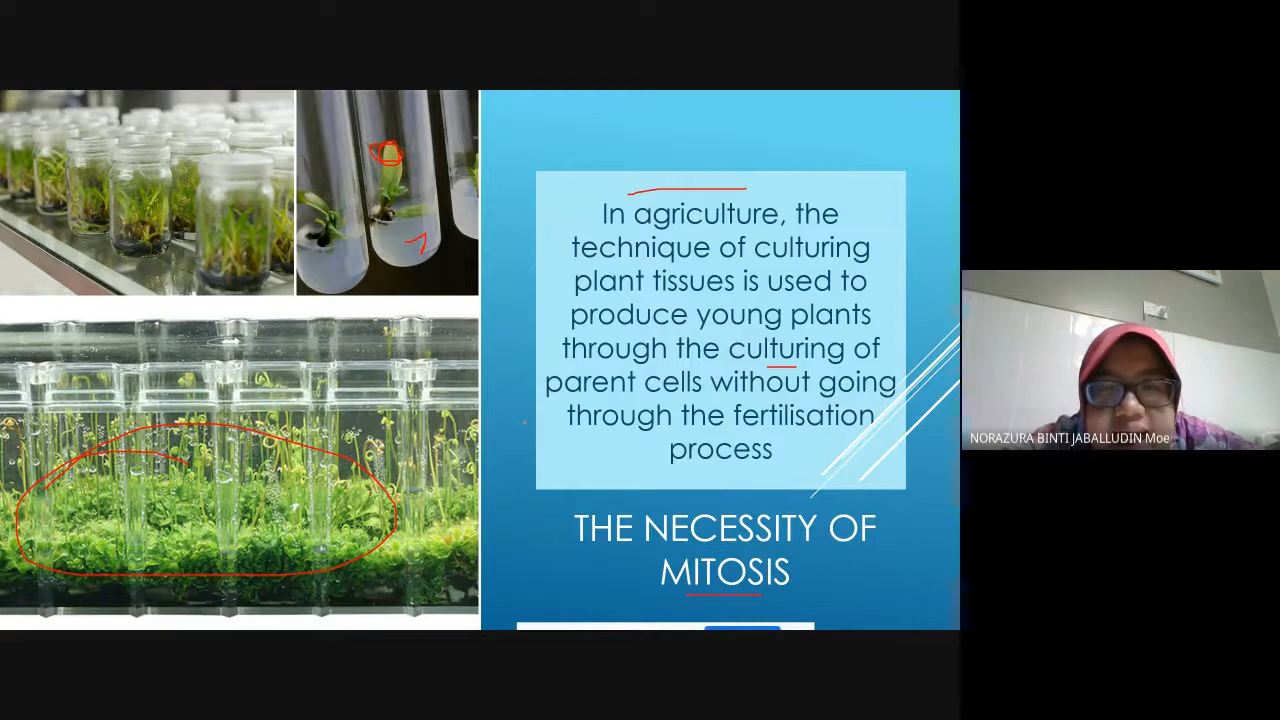 In agriculture, the
technique of culturing
plant tissues is used to
produce young plants
through the culturing of
parent cells without going
through the fertilisation
process
THE NECESSITY OF
MITOSIS
NORAZURA BINTI JABALLUDIN Moe